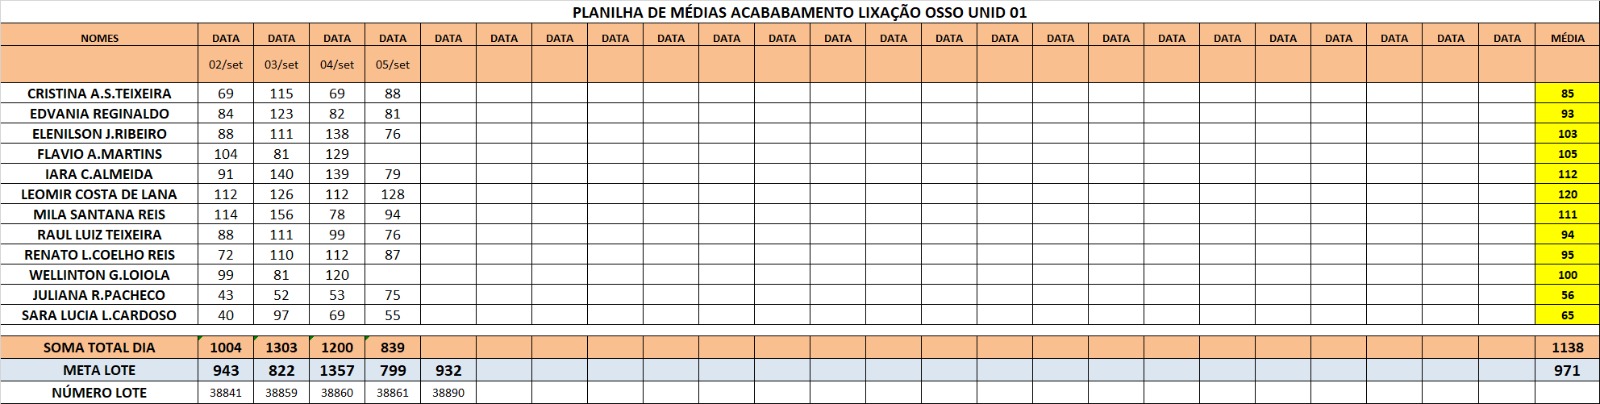 PLANILHA DE MÉDIAS ACABABAMENTO LIXAÇÃO OSSO UNID 01
NOMES DATA DATA DATA DATA DATA DATA DATA DATA DATA DATA DATA DATA DATA DATA DATA DATA DATA DATA DATA DATA DATA DATA DATA DATA MÉDIA
02/set 03/set 04/set 05/set
CRISTINA A.S.TEIXEIRA 69 115 69 88 85
EDVANIA REGINALDO 84 123 82 81 93
ELENILSON J.RIBEIRO 88 111 138 76 103
FLAVIO A.MARTINS 104 81 129 105
IARA C.ALMEIDA 91 140 139 79 112
LEOMIR COSTA DE LANA 112 126 112 128 120
MILA SANTANA REIS 114 156 78 94 111
RAUL LUIZ TEIXEIRA 88 111 99 76 94
RENATO L.COELHO REIS 72 110 112 87 95
WELLINTON G.LOIOLA 99 81 120 100
JULIANA R.PACHECO 43 52 53 75 56
SARA LUCIA L.CARDOSO 40 97 69 55 65
SOMA TOTAL DIA 1004 1303 1200 839 1138
META LOTE 943 822 1357 799 932 971
NÚMERO LOTE 38841 38859 38860 38861 38890